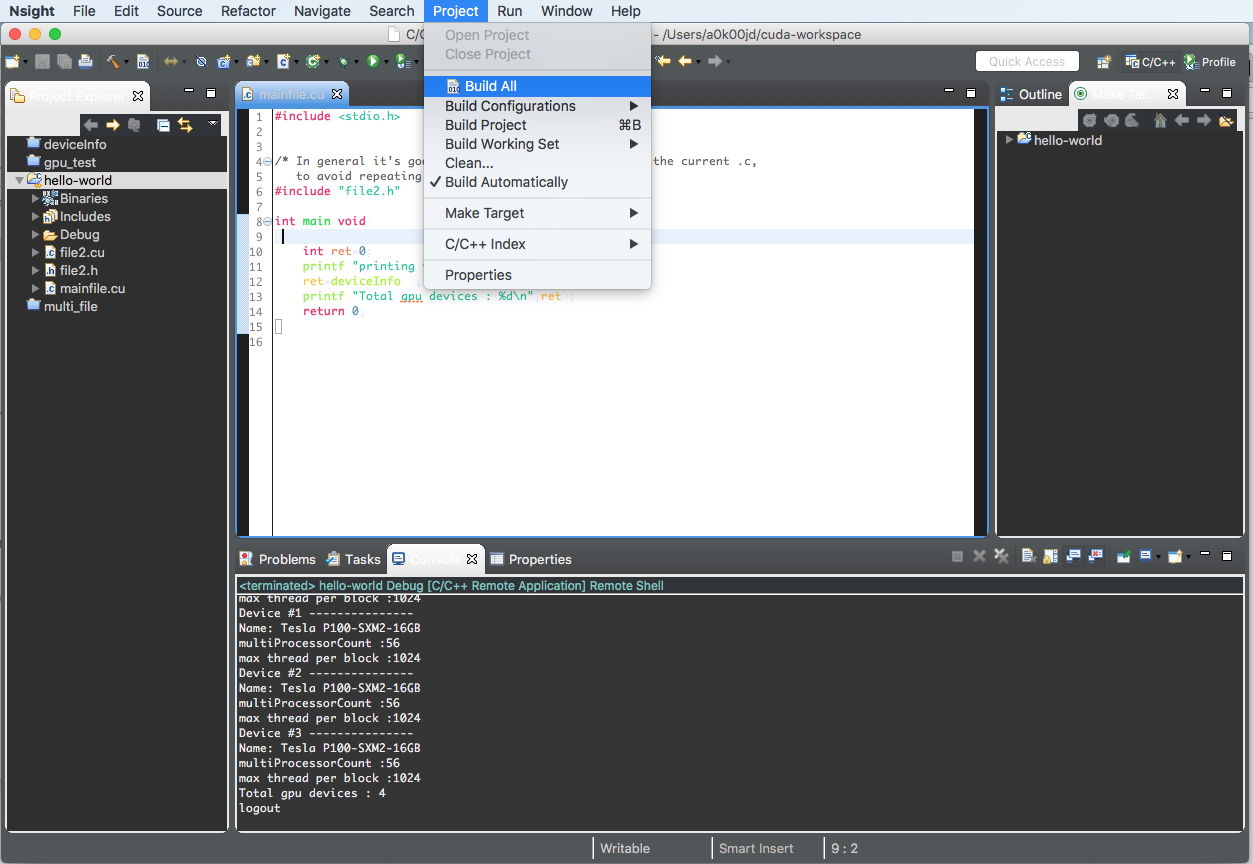 Nsight File Edit Source Refactor Navigate Search Project Run Window Help
C/C - /Users/a0k00jd/cuda-workspace
Quick Access C/C++ Profile
Open Project
Close Project
Build All
Build Configurations
Build Project ⌘B
Build Working Set
Clean...
✓ Build Automatically
Make Target
C/C++ Index
Properties
Project Explorer
deviceInfo
gpu_test
hello-world
Binaries
Includes
Debug
file2.cu
file2.h
mainfile.cu
multi_file
mainfile.cu
1 #include <stdio.h>
2
3
4 /* In general it's goo the current .c,
5 to avoid repeating
6 #include "file2.h"
7
8 int main void
9
10 int ret 0
11 printf "printing
12 ret deviceInfo
13 printf "Total gpu devices : %d\n" ret
14 return 0
15
16
Outline Make Tar
hello-world
Problems Tasks Console Properties
<terminated> hello-world Debug [C/C++ Remote Application] Remote Shell
max thread per block :1024
Device #1 ---------------
Name: Tesla P100-SXM2-16GB
multiProcessorCount :56
max thread per block :1024
Device #2 ---------------
Name: Tesla P100-SXM2-16GB
multiProcessorCount :56
max thread per block :1024
Device #3 ---------------
Name: Tesla P100-SXM2-16GB
multiProcessorCount :56
max thread per block :1024
Total gpu devices : 4
logout
Writable Smart Insert 9 : 2